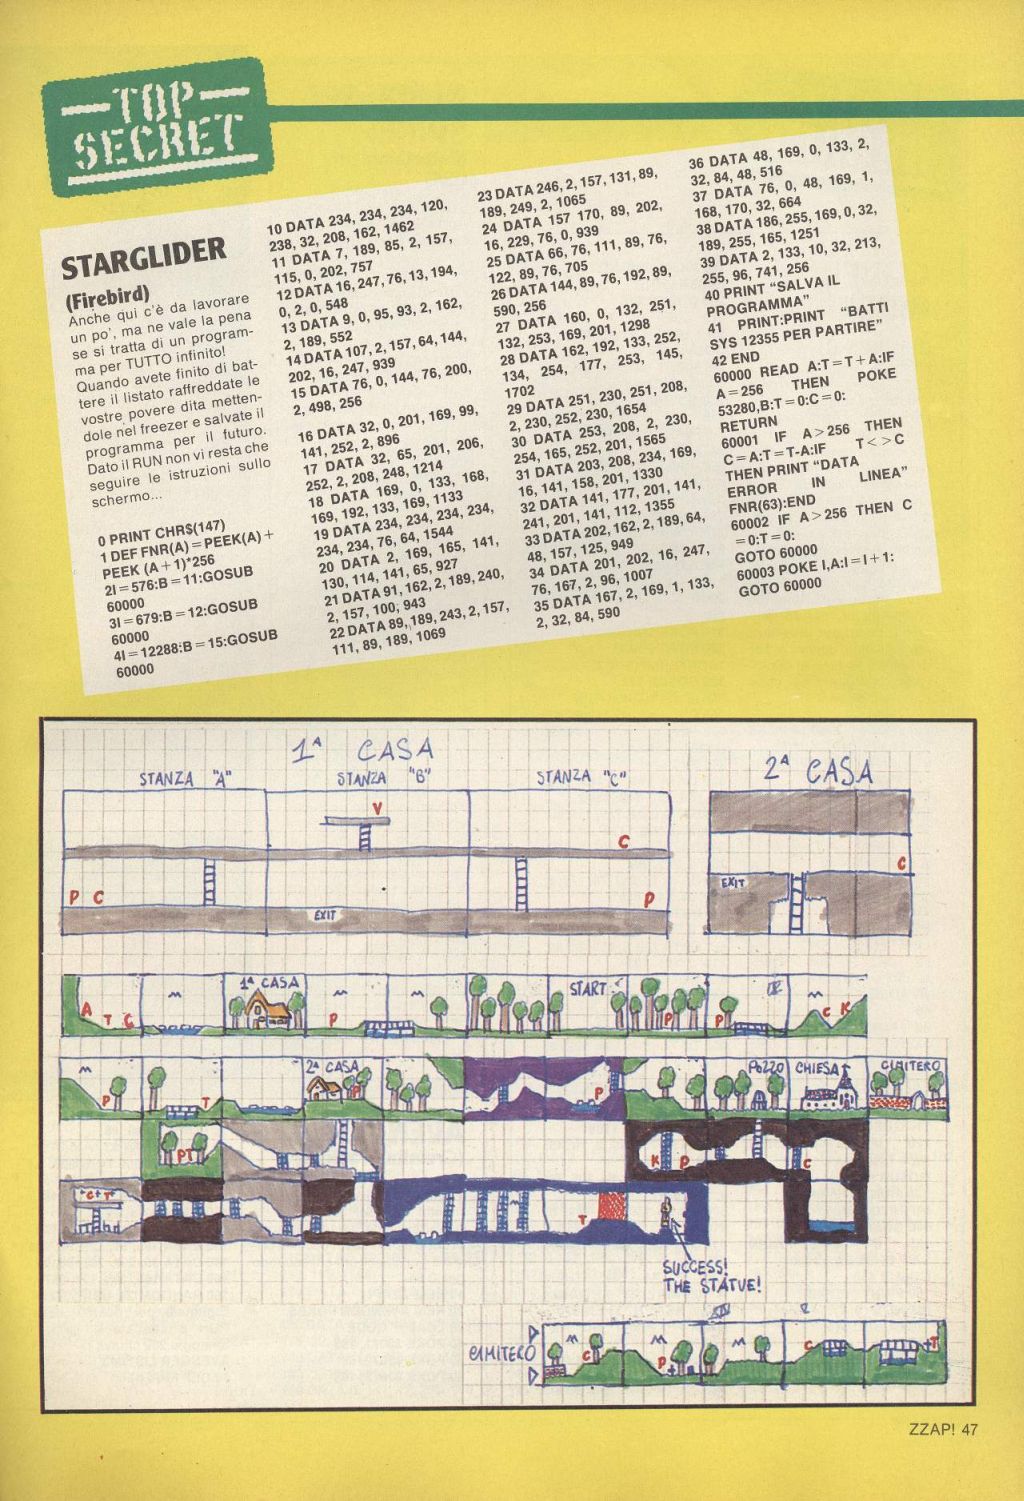 TOP
SECRET
STARGLIDER
(Firebird)
Anche qui c'è da lavorare
un po', ma ne vale la pena
se si tratta di un program-
ma per TUTTO infinito!
Quando avete finito di bat-
tere il listato raffreddate le
vostre povere dita metten-
dole nel freezer e salvate il
programma per il futuro.
Dato il RUN non vi resta che
seguire le istruzioni sullo
schermo...
0 PRINT CHR$(147)
1 DEF FNR(A)=PEEK(A)+
PEEK (A+1)*256
2I=576:B=11:GOSUB
60000
3I=679:B=12:GOSUB
60000
4I=12288:B=15:GOSUB
60000
10 DATA 234, 234, 234, 120,
238, 32, 208, 162, 1462
11 DATA 7, 189, 85, 2, 157,
115, 0, 202, 757
12 DATA 16, 247, 76, 13, 194,
0, 2, 0, 548
13 DATA 9, 0, 95, 93, 2, 162,
2, 189, 552
14 DATA 107, 2, 157, 64, 144,
202, 16, 247, 939
15 DATA 76, 0, 144, 76, 200,
2, 498, 256
16 DATA 32, 0, 201, 169, 99,
141, 252, 2, 896
17 DATA 32, 65, 201, 206,
252, 2, 208, 248, 1214
18 DATA 169, 0, 133, 168,
169, 192, 133, 169, 1133
19 DATA 234, 234, 234, 234,
234, 234, 76, 64, 1544
20 DATA 2, 169, 165, 141,
130, 114, 141, 65, 927
21 DATA 91, 162, 2, 189, 240,
2, 157, 100, 943
22 DATA 89, 189, 243, 2, 157,
111, 89, 189, 1069
23 DATA 246, 2, 157, 131, 89,
189, 249, 2, 1065
24 DATA 157 170, 89, 202,
16, 229, 76, 0, 939
25 DATA 66, 76, 111, 89, 76,
122, 89, 76, 705
26 DATA 144, 89, 76, 192, 89,
590, 256
27 DATA 160, 0, 132, 251,
132, 253, 169, 201, 1298
28 DATA 162, 192, 133, 252,
134, 254, 177, 253, 145,
1702
29 DATA 251, 230, 251, 208,
2, 230, 252, 230, 1654
30 DATA 253, 208, 2, 230,
254, 165, 252, 201, 1565
31 DATA 203, 208, 234, 169,
16, 141, 158, 201, 1330
32 DATA 141, 177, 201, 141,
241, 201, 141, 112, 1355
33 DATA 202, 162, 2, 189, 64,
48, 157, 125, 949
34 DATA 201, 202, 16, 247,
76, 167, 2, 96, 1007
35 DATA 167, 2, 169, 1, 133,
2, 32, 84, 590
36 DATA 48, 169, 0, 133, 2,
32, 84, 48, 516
37 DATA 76, 0, 48, 169, 1,
168, 170, 32, 664
38 DATA 186, 255, 169, 0, 32,
189, 255, 165, 1251
39 DATA 2, 133, 10, 32, 213,
255, 96, 741, 256
40 PRINT "SALVA IL
PROGRAMMA"
41 PRINT:PRINT "BATTI
SYS 12355 PER PARTIRE"
42 END
60000 READ A:T=T+A:IF
A=256 THEN POKE
53280,B:T=0:C=0:
RETURN
60001 IF A>256 THEN
C=A:T=T-A:IF T<>C
THEN PRINT "DATA
ERROR IN LINEA"
FNR(63):END
60002 IF A>256 THEN C
=0:T=0:
GOTO 60000
60003 POKE I,A:I=I+1:
GOTO 60000
1ª CASA
STANZA "A" STANZA "B" STANZA "C"
V
C
P C
P
EXIT
2ª CASA
C
EXIT
1ª CASA START
A T C P P P C K
2ª CASA POZZO CHIESA CIMITERO
P T P P
PT K P C
C T T
SUCCESS!
THE STATUE!
CIMITERO
C P C T
ZZAP! 47